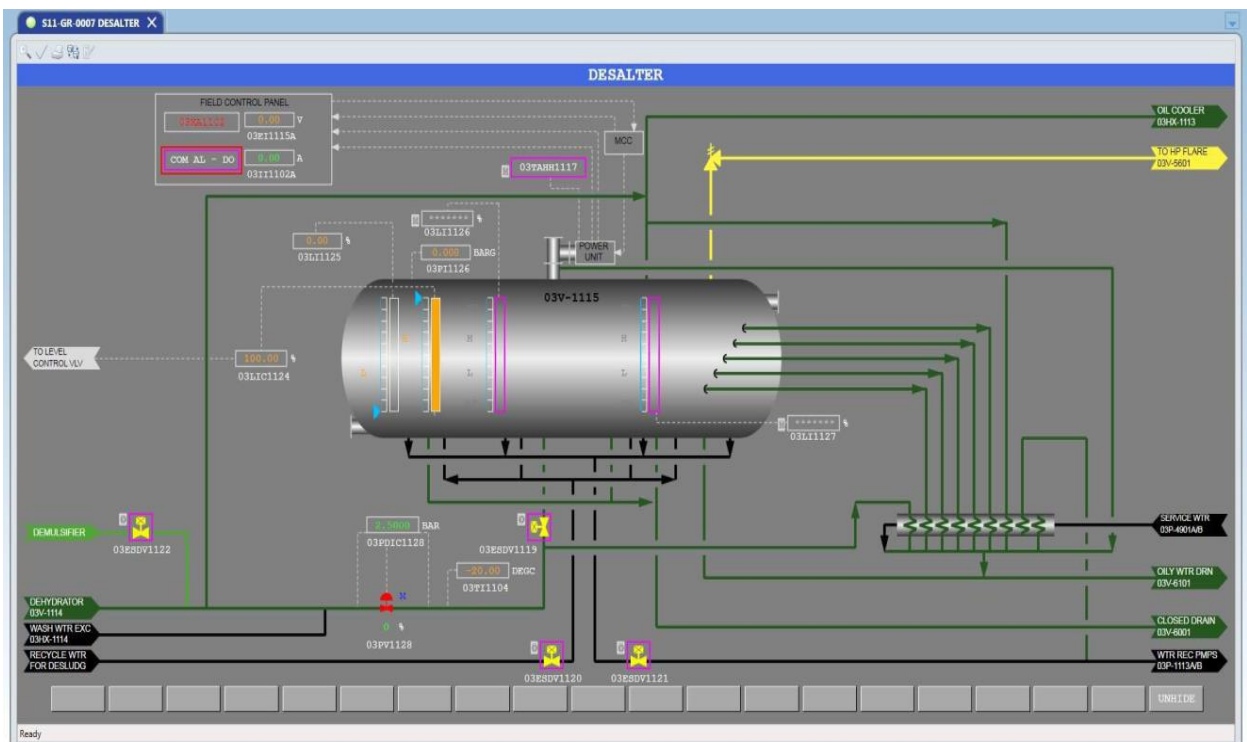 S11-GR-0007 DESALTER
DESALTER
FIELD CONTROL PANEL
0.00 V
03EI1115A
COM AL - DO
0.00 A
03II1102A
MCC
03TAHH1117
OIL COOLER
03HX-1113
TO HP FLARE
03V-5601
******* %
03LI1126
0.00 %
03LY1125
0.000 BARG
03PI1126
POWER
UNIT
03V-1115
TO LEVEL
CONTROL VLV
100.00 %
03LIC1124
H
H
H
L
L
L
******* %
03LI1127
DEMULSIFIER
03ESDV1122
2.5000 BAR
03PDIC1128
03ESDV1119
SERVICE WTR
03P-4901A/B
-20.00 DEGC
03TI1104
OILY WTR DRN
03V-6101
DEHYDRATOR
03V-1114
0 %
03PV1128
WASH WTR EXC
03HX-1114
CLOSED DRAIN
03V-6001
RECYCLE WTR
FOR DESLUDG
03ESDV1120
03ESDV1121
WTR REC PMPS
03P-1113A/B
UNHIDE
Ready